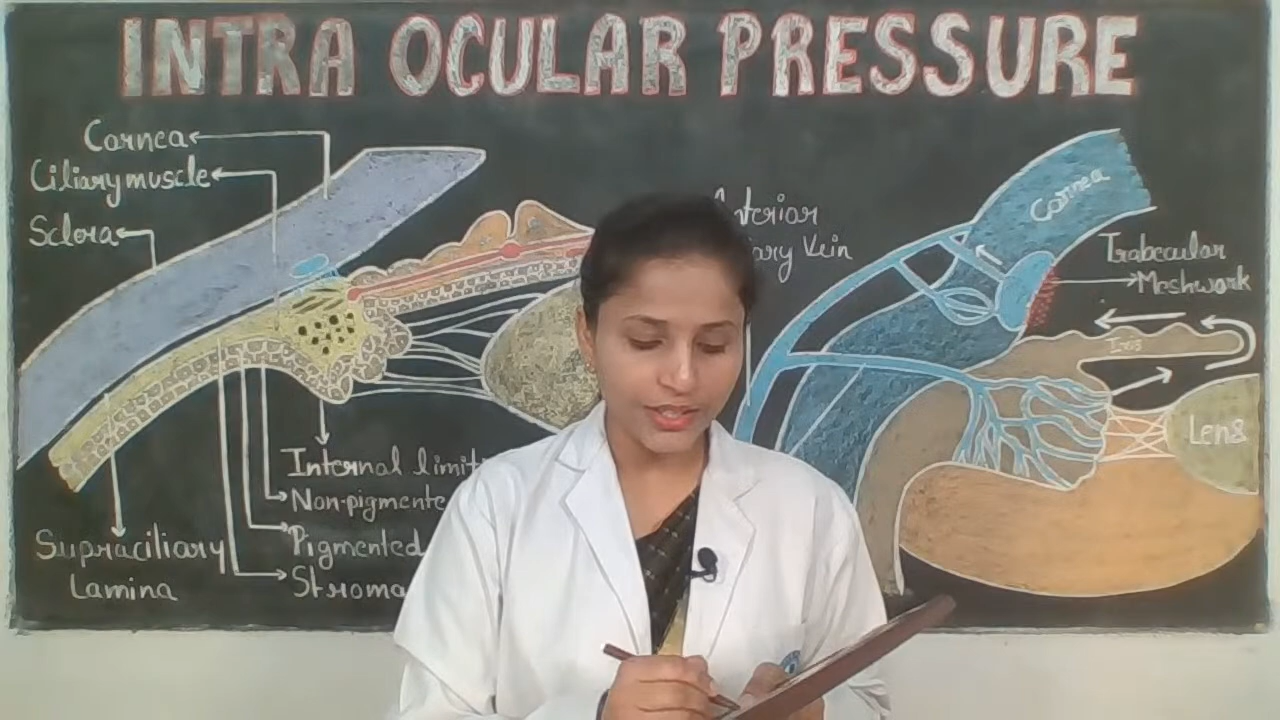 INTRA OCULAR PRESSURE
Cornea
Ciliary muscle
Sclera
Supraciliary
Lamina
Internal
Non-pigmente
Pigmented
Stroma
Anterior
Vein
Cornea
Trabecular
Meshwork
Iris
Lens